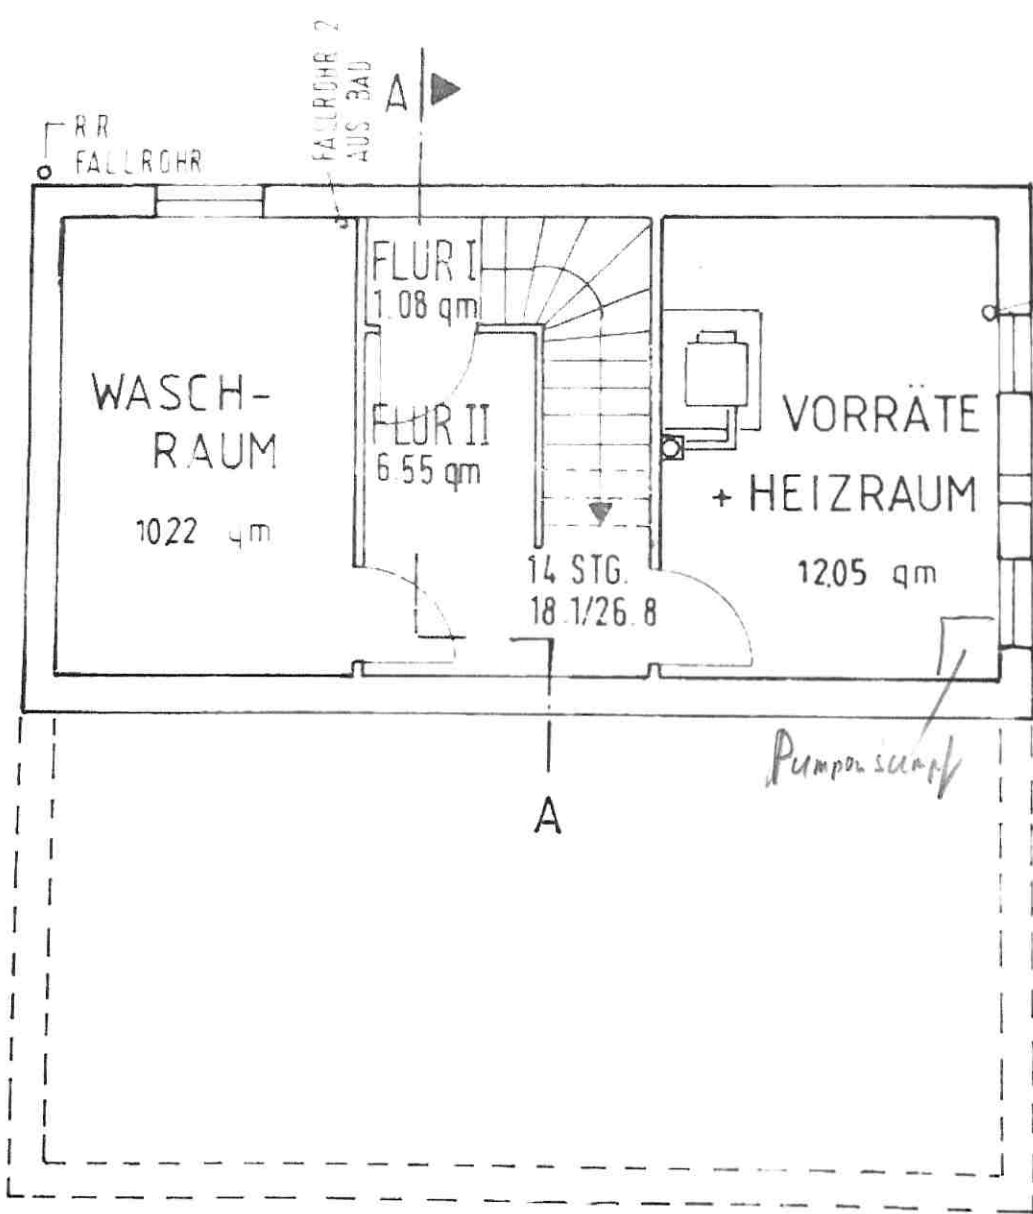 FALLROHR 2
AUS BAD
A
RR
FALLROHR
FLUR I
1.08 qm
WASCH-
RAUM
1022 qm
FLUR II
6.55 qm
VORRÄTE
+ HEIZRAUM
12,05 qm
14 STG.
18.1/26.8
Pumpensumpf
A